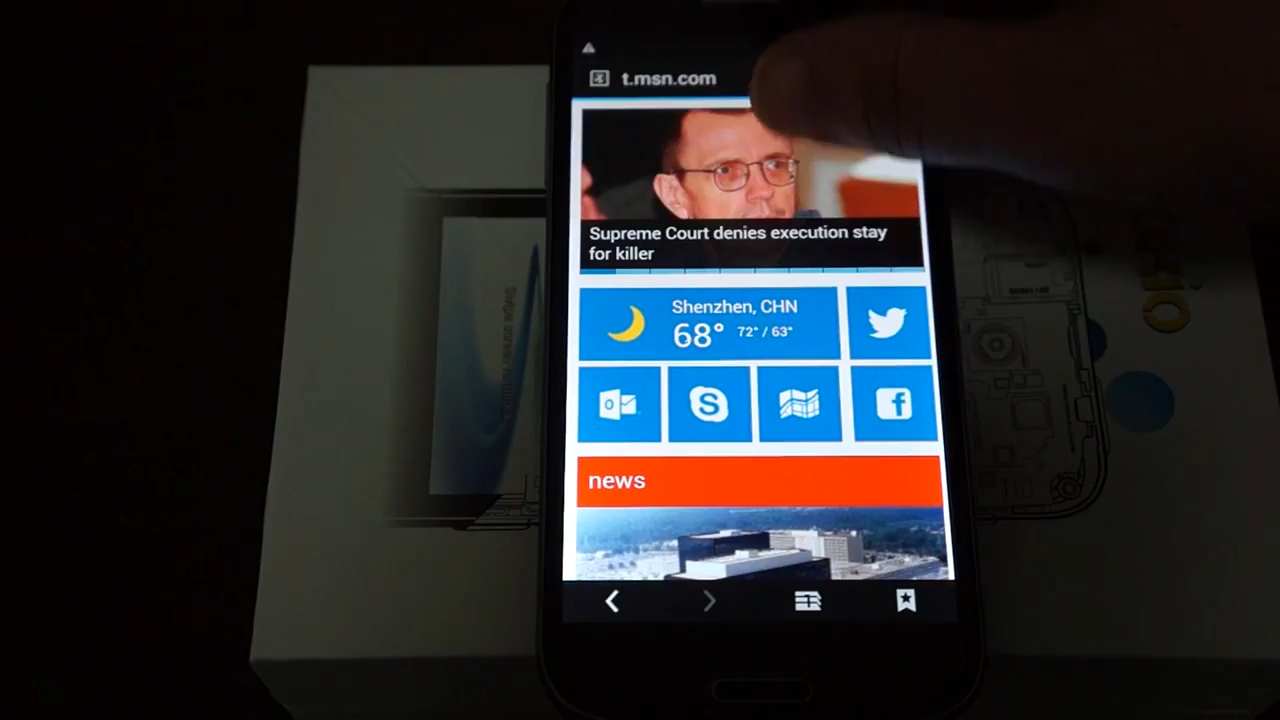 t.msn.com
Supreme Court denies execution stay
for killer
Shenzhen, CHN
68° 72° / 63°
news